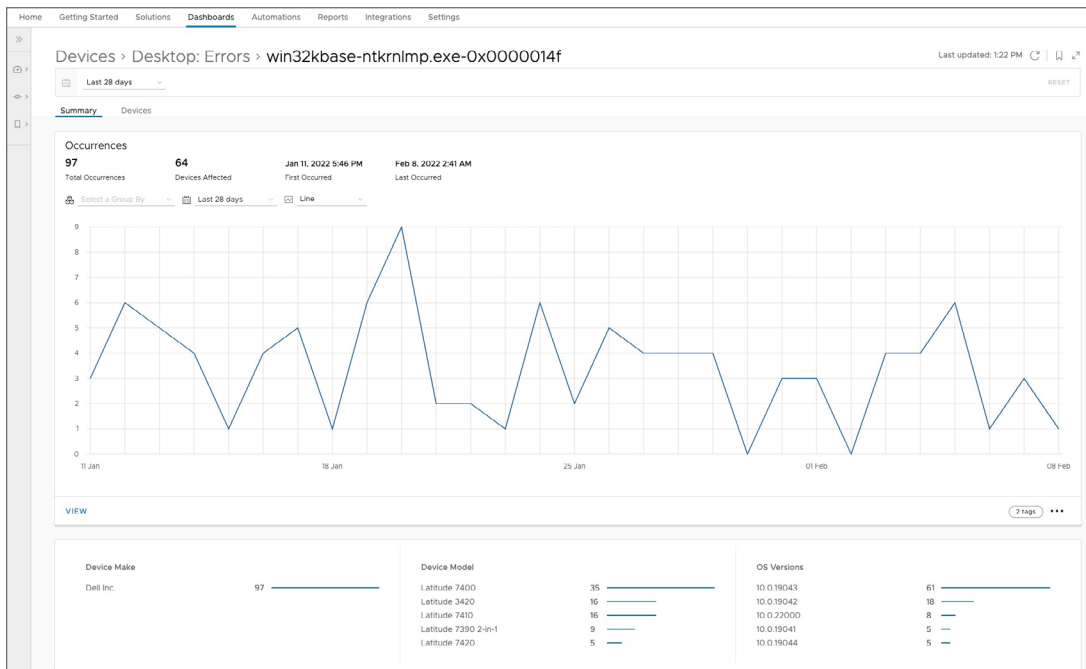 Home Getting Started Solutions Dashboards Automations Reports Integrations Settings
Devices > Desktop: Errors > win32kbase-ntkrnlmp.exe-0x0000014f
Last updated: 1:22 PM
Last 28 days
RESET
Summary Devices
Occurrences
97 64 Jan 11, 2022 5:46 PM Feb 8, 2022 2:41 AM
Total Occurrences Devices Affected First Occurred Last Occurred
Select a Group By Last 28 days Line
9
8
7
6
5
4
3
2
1
0
11 Jan 18 Jan 25 Jan 01 Feb 08 Feb
VIEW 2 tags
Device Make Device Model OS Versions
Dell Inc. 97 Latitude 7400 35 10.0.19043 61
Latitude 3420 16 10.0.19042 18
Latitude 7410 16 10.0.22000 8
Latitude 7390 2-in-1 9 10.0.19041 5
Latitude 7420 5 10.0.19044 5